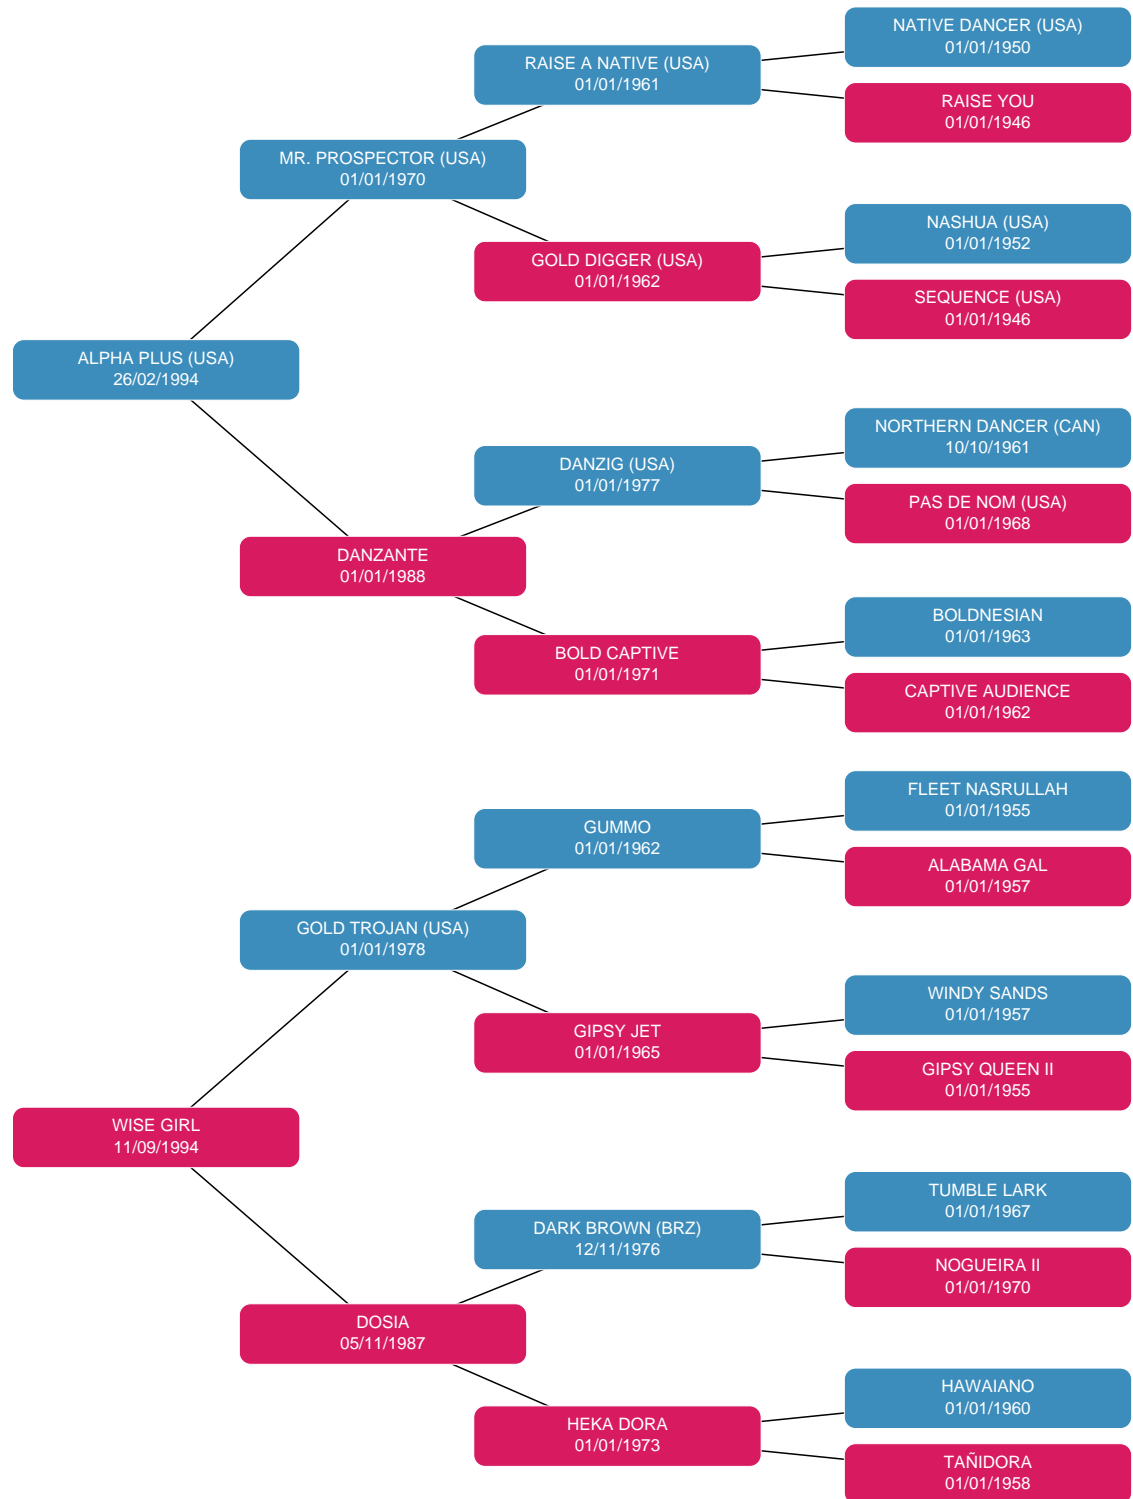 NATIVE DANCER (USA)
01/01/1950
RAISE A NATIVE (USA)
01/01/1961
RAISE YOU
01/01/1946
MR. PROSPECTOR (USA)
01/01/1970
NASHUA (USA)
01/01/1952
GOLD DIGGER (USA)
01/01/1962
SEQUENCE (USA)
01/01/1946
ALPHA PLUS (USA)
26/02/1994
NORTHERN DANCER (CAN)
10/10/1961
DANZIG (USA)
01/01/1977
PAS DE NOM (USA)
01/01/1968
DANZANTE
01/01/1988
BOLDNESIAN
01/01/1963
BOLD CAPTIVE
01/01/1971
CAPTIVE AUDIENCE
01/01/1962
FLEET NASRULLAH
01/01/1955
GUMMO
01/01/1962
ALABAMA GAL
01/01/1957
GOLD TROJAN (USA)
01/01/1978
WINDY SANDS
01/01/1957
GIPSY JET
01/01/1965
GIPSY QUEEN II
01/01/1955
WISE GIRL
11/09/1994
TUMBLE LARK
01/01/1967
DARK BROWN (BRZ)
12/11/1976
NOGUEIRA II
01/01/1970
DOSIA
05/11/1987
HAWAIANO
01/01/1960
HEKA DORA
01/01/1973
TAÑIDORA
01/01/1958